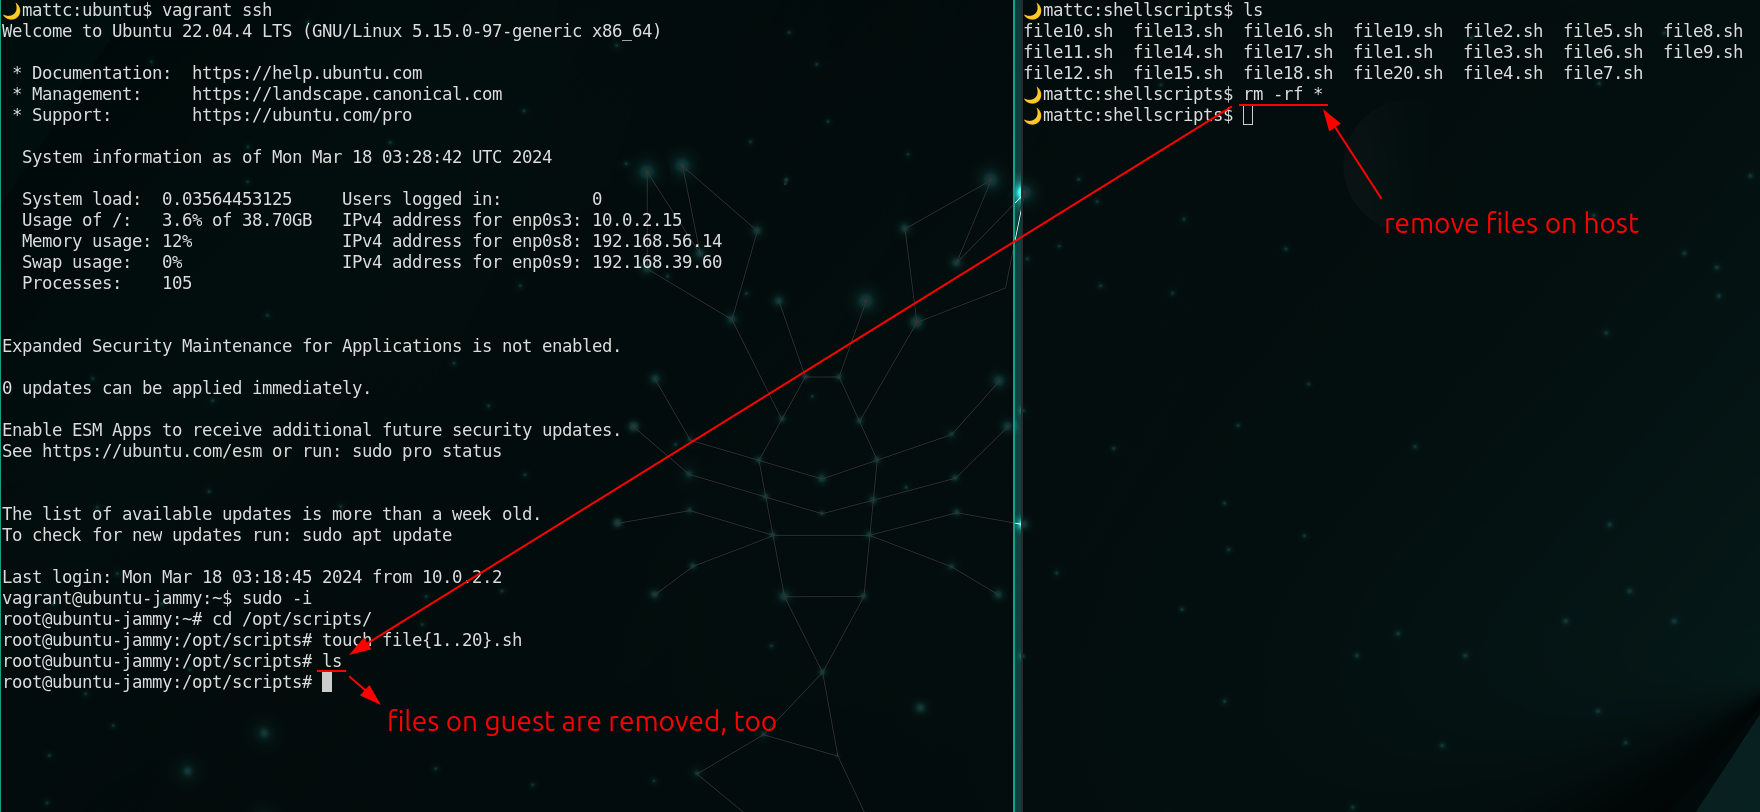 🌙mattc:ubuntu$ vagrant ssh
Welcome to Ubuntu 22.04.4 LTS (GNU/Linux 5.15.0-97-generic x86_64)
* Documentation:  https://help.ubuntu.com
* Management:     https://landscape.canonical.com
* Support:        https://ubuntu.com/pro
System information as of Mon Mar 18 03:28:42 UTC 2024
System load:  0.03564453125     Users logged in:         0
Usage of /:   3.6% of 38.70GB   IPv4 address for enp0s3: 10.0.2.15
Memory usage: 12%               IPv4 address for enp0s8: 192.168.56.14
Swap usage:   0%                IPv4 address for enp0s9: 192.168.39.60
Processes:    105
Expanded Security Maintenance for Applications is not enabled.
0 updates can be applied immediately.
Enable ESM Apps to receive additional future security updates.
See https://ubuntu.com/esm or run: sudo pro status
The list of available updates is more than a week old.
To check for new updates run: sudo apt update
Last login: Mon Mar 18 03:18:45 2024 from 10.0.2.2
vagrant@ubuntu-jammy:~$ sudo -i
root@ubuntu-jammy:~# cd /opt/scripts/
root@ubuntu-jammy:/opt/scripts# touch file{1..20}.sh
root@ubuntu-jammy:/opt/scripts# ls
root@ubuntu-jammy:/opt/scripts#
files on guest are removed, too
🌙mattc:shellscripts$ ls
file10.sh  file13.sh  file16.sh  file19.sh  file2.sh  file5.sh  file8.sh
file11.sh  file14.sh  file17.sh  file1.sh   file3.sh  file6.sh  file9.sh
file12.sh  file15.sh  file18.sh  file20.sh  file4.sh  file7.sh
🌙mattc:shellscripts$ rm -rf *
🌙mattc:shellscripts$
remove files on host